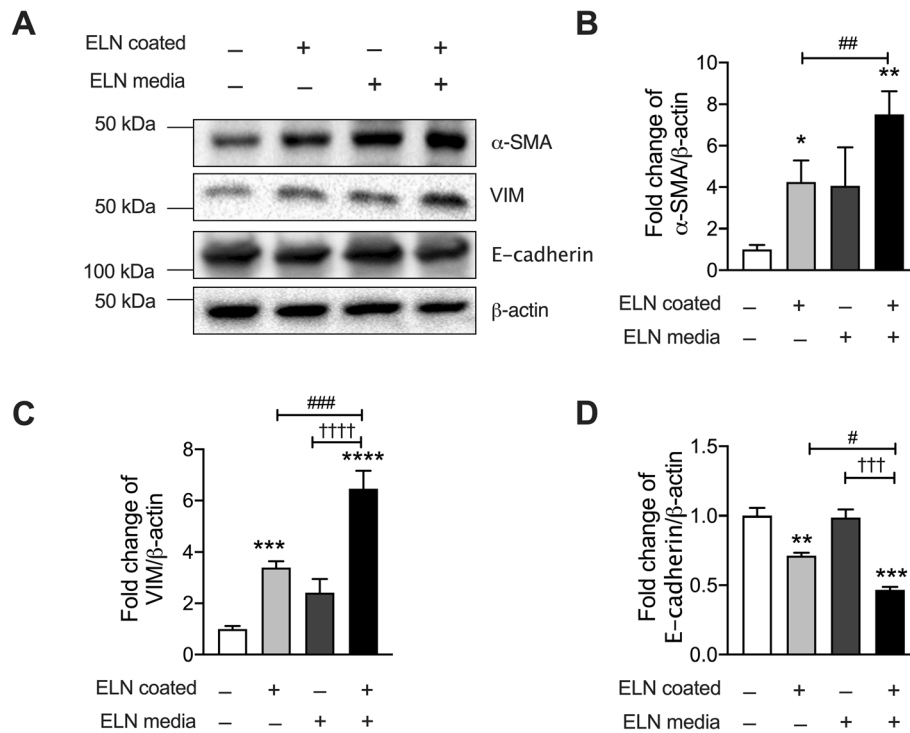 A
ELN coated – + – +
ELN media – – + +
50 kDa
α-SMA
50 kDa
VIM
100 kDa
E-cadherin
50 kDa
β-actin
B
Fold change of
α-SMA/β-actin
10
8
6
4
2
0
##
*
**
ELN coated – + – +
ELN media – – + +
C
Fold change of
VIM/β-actin
8
6
4
2
0
###
††††
***
****
ELN coated – + – +
ELN media – – + +
D
Fold change of
E-cadherin/β-actin
1.5
1.0
0.5
0.0
#
†††
**
***
ELN coated – + – +
ELN media – – + +